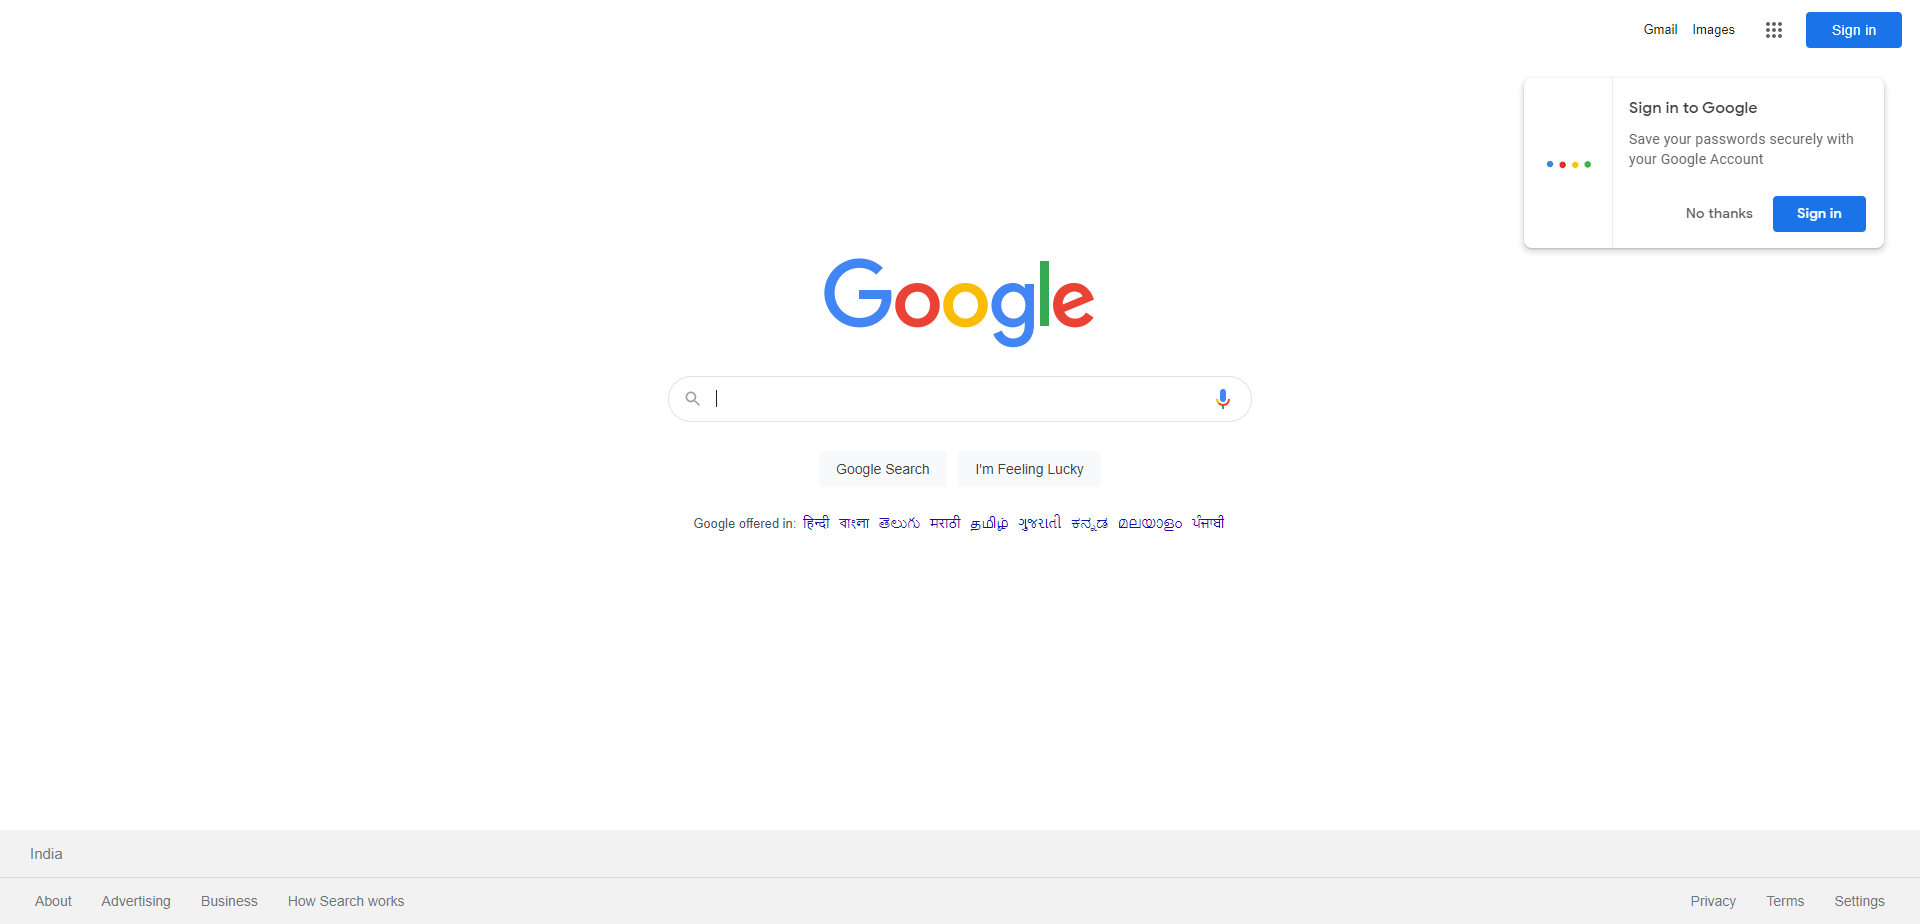 Gmail Images Sign in
Sign in to Google
Save your passwords securely with
your Google Account
No thanks Sign in
Google
Google Search I'm Feeling Lucky
Google offered in: हिन्दी বাংলা తెలుగు मराठी தமிழ் ગુજરાતી ಕನ್ನಡ മലയാളം ਪੰਜਾਬੀ
India
About Advertising Business How Search works Privacy Terms Settings